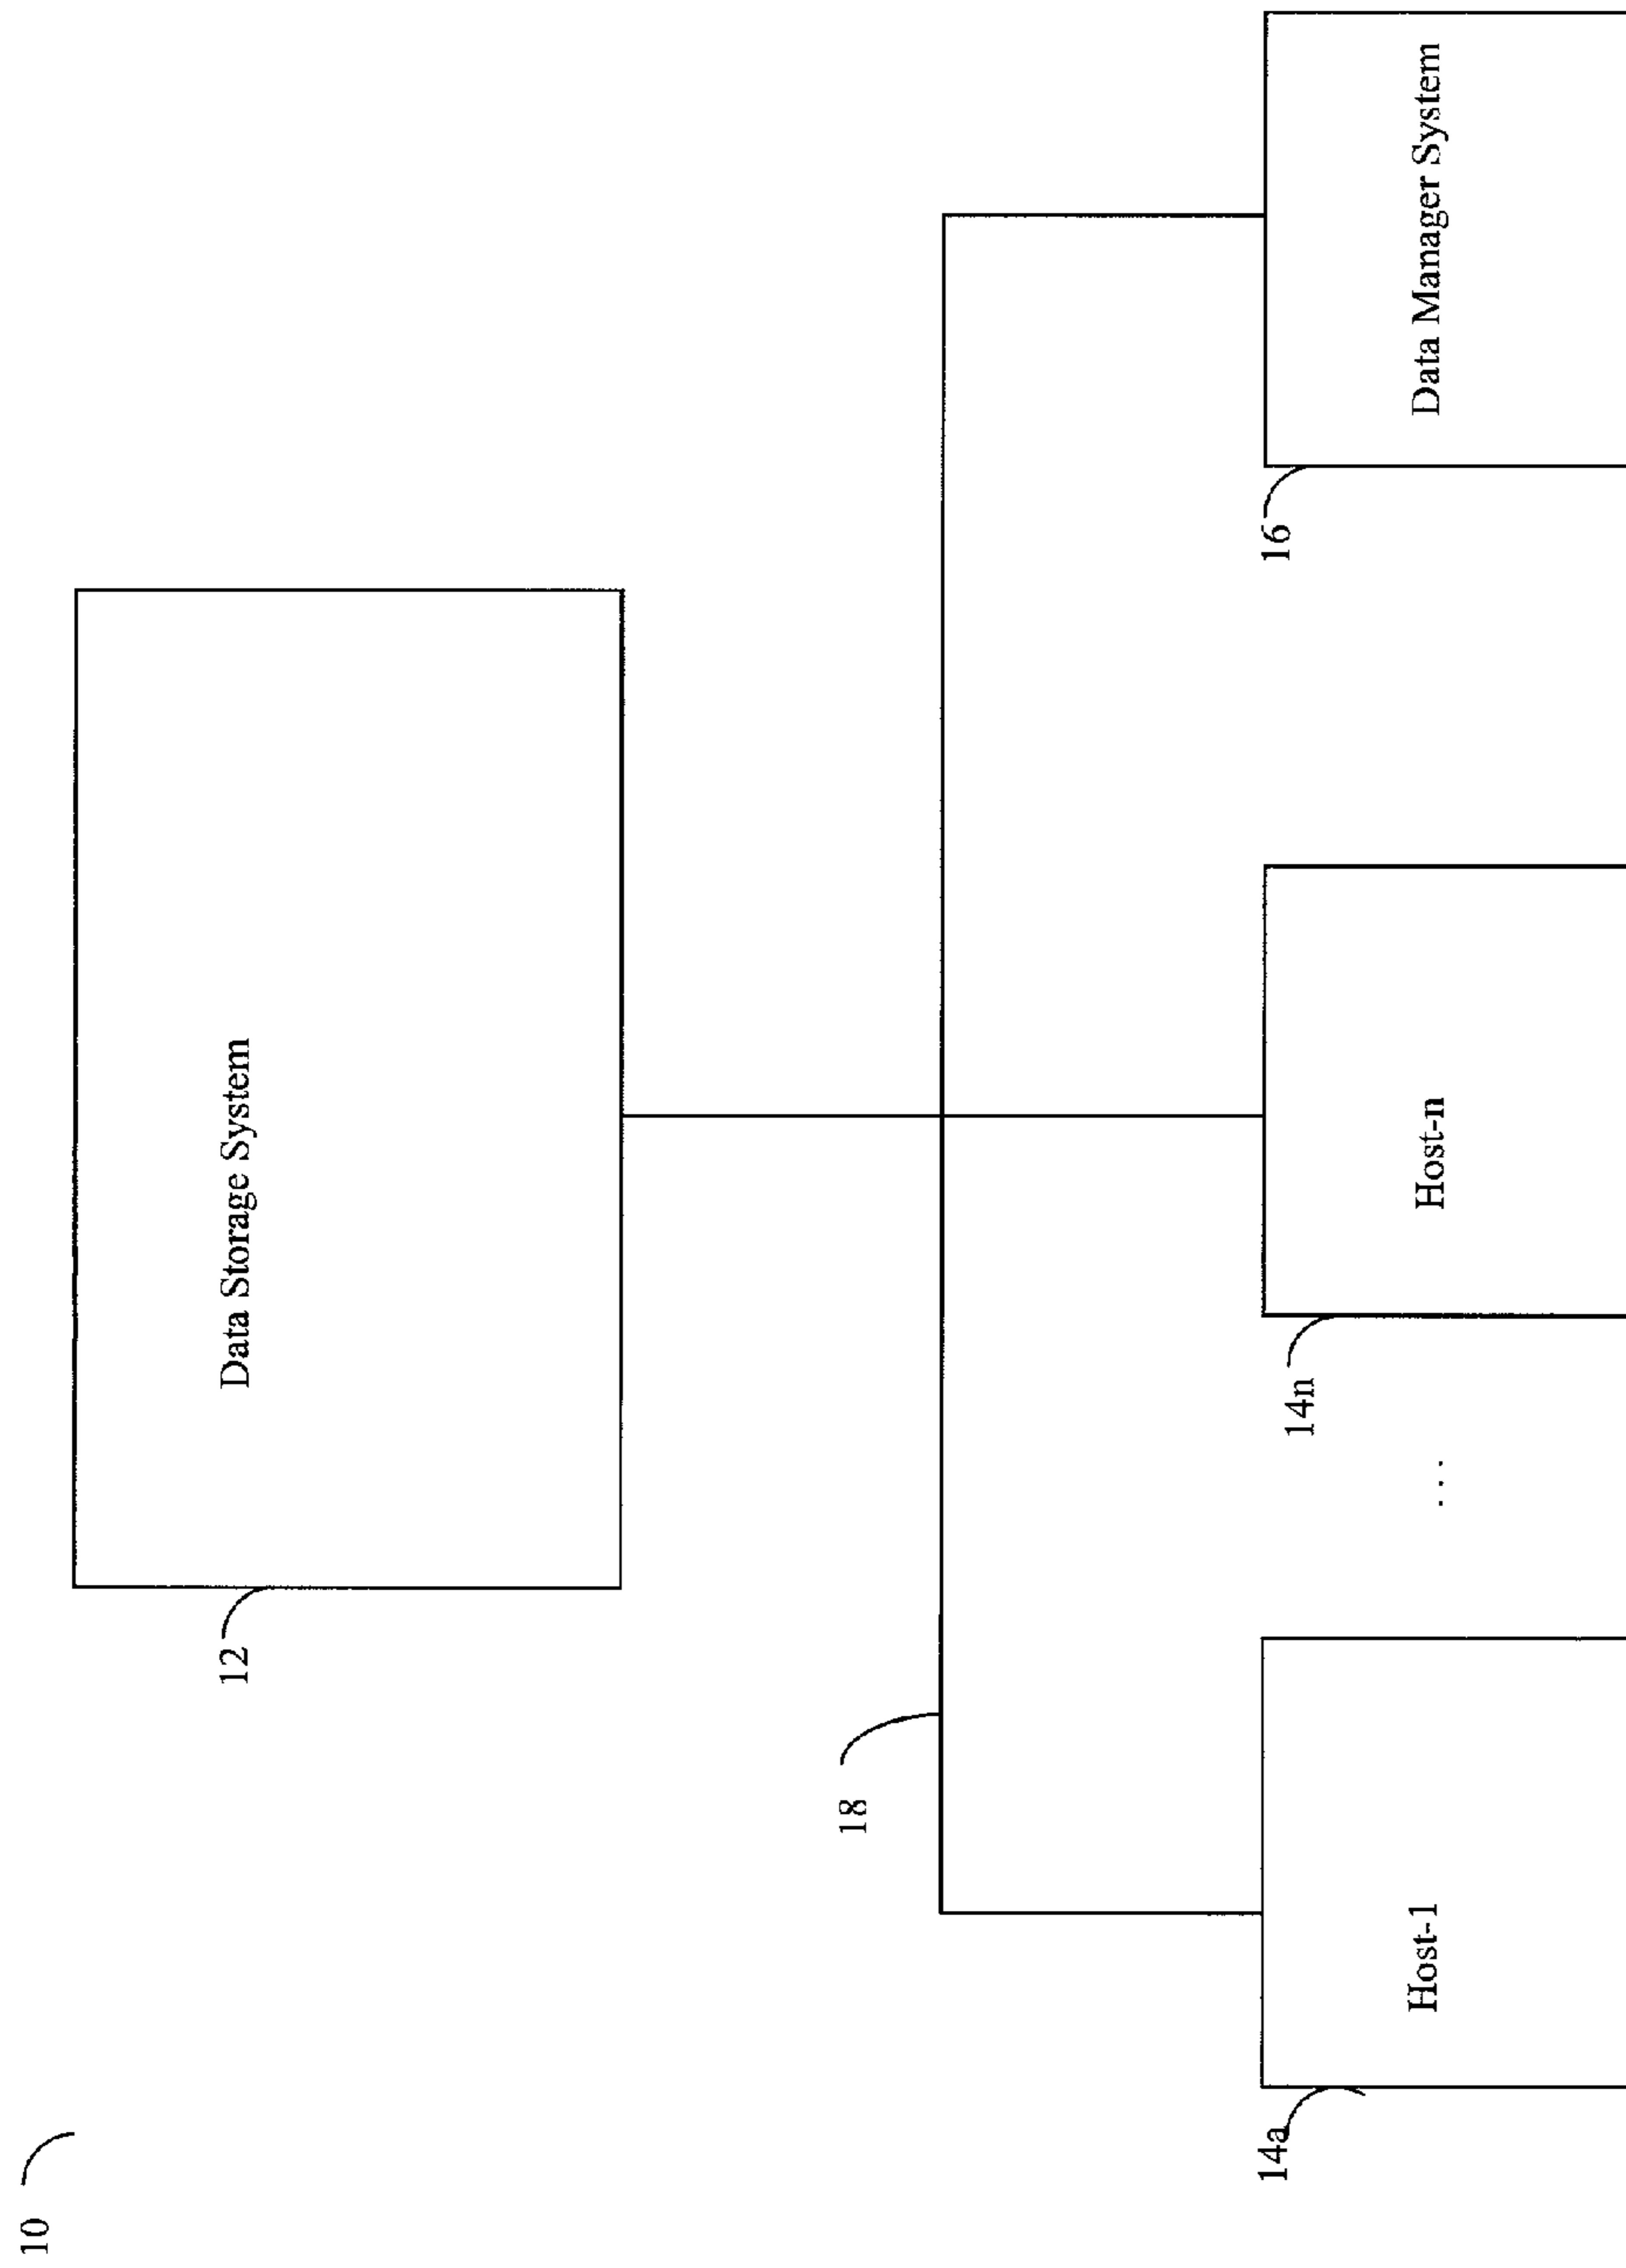 10
12
Data Storage System
18
14a
Host-1
...
14n
Host-n
16
Data Manager System